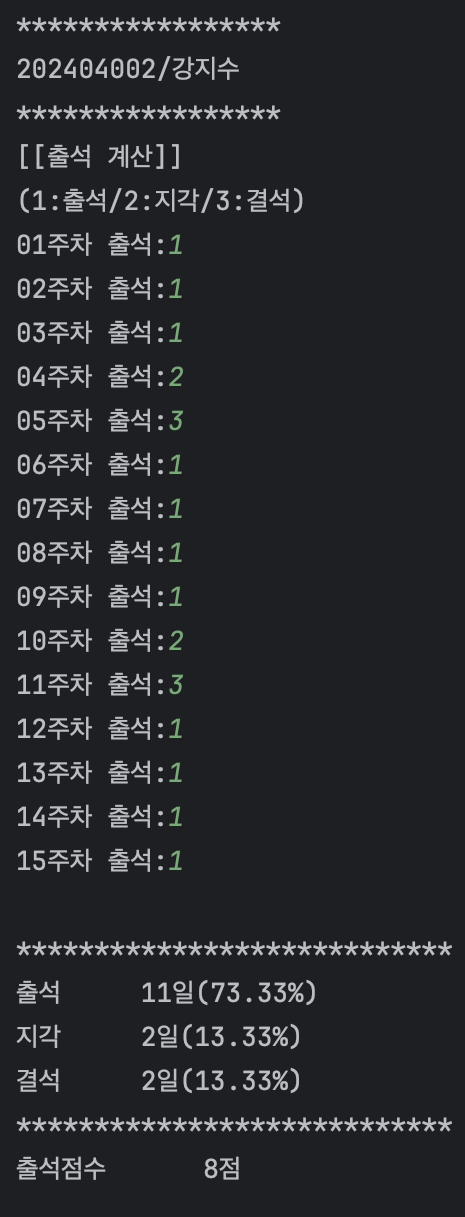 *****************
202404002/강지수
*****************
[[출석 계산]]
(1:출석/2:지각/3:결석)
01주차 출석:1
02주차 출석:1
03주차 출석:1
04주차 출석:2
05주차 출석:3
06주차 출석:1
07주차 출석:1
08주차 출석:1
09주차 출석:1
10주차 출석:2
11주차 출석:3
12주차 출석:1
13주차 출석:1
14주차 출석:1
15주차 출석:1
****************************
출석     11일(73.33%)
지각     2일(13.33%)
결석     2일(13.33%)
****************************
출석점수      8점